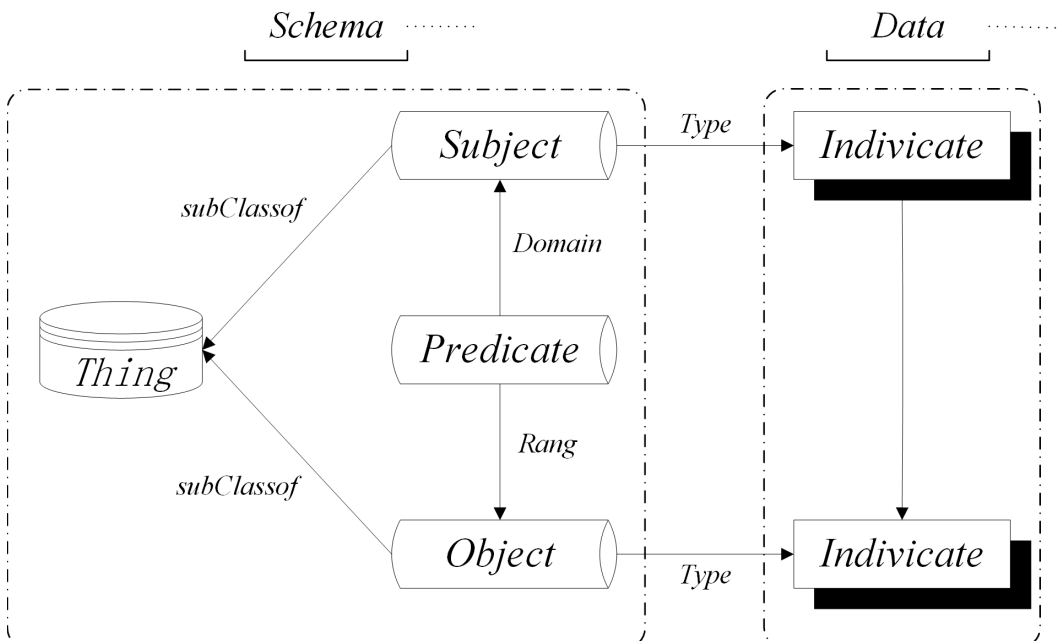 Schema
Data
Subject
Type
Indivicate
subClassof
Domain
Thing
Predicate
Rang
subClassof
Object
Type
Indivicate